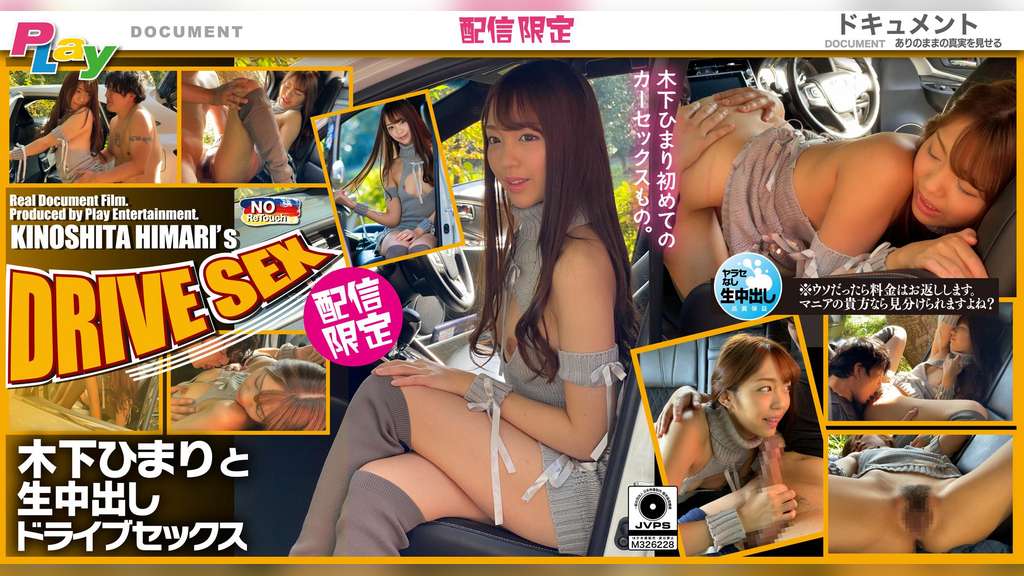 PLay
DOCUMENT
配信限定
ドキュメント
DOCUMENT ありのままの真実を見せる
木下ひまり初めての
カーセックスもの。
Real Document Film.
Produced by Play Entertainment.
NO
ReTouch
KINOSHITA HIMARI's
DRIVE SEX
配信
限定
ヤラセ
なし
生中出し
※ウソだったら料金はお返しします。
マニアの貴方なら見分けられますよね?
木下ひまりと
生中出し
ドライブセックス
JVPS
M326228